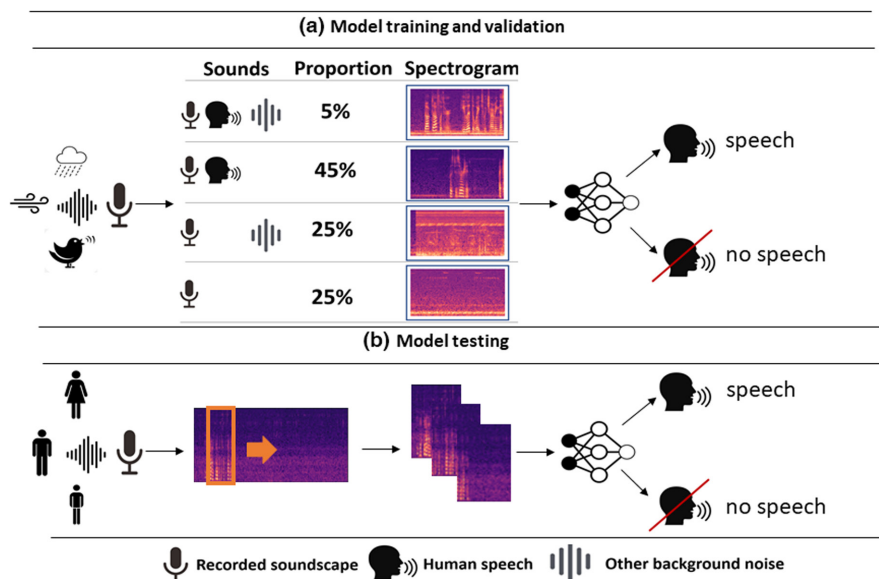 (a) Model training and validation
Sounds Proportion Spectrogram
5%
45%
25%
25%
speech
no speech
(b) Model testing
speech
no speech
Recorded soundscape Human speech Other background noise